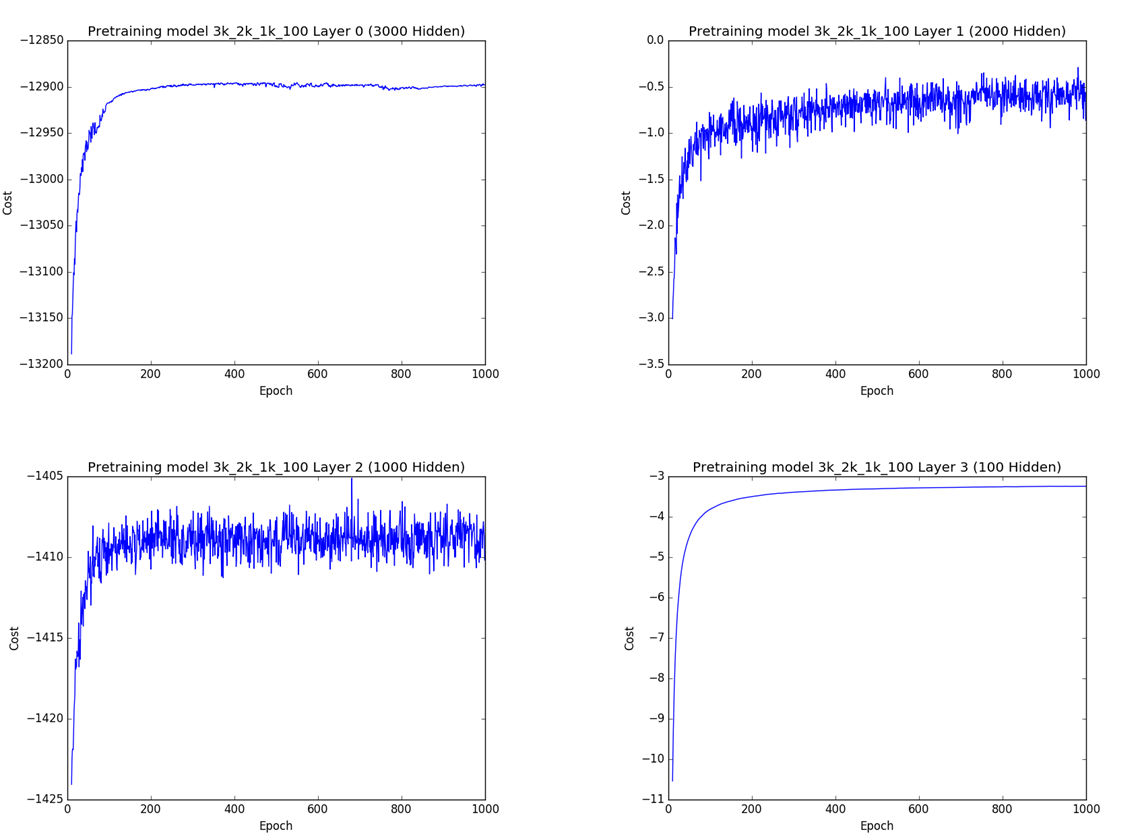 Pretraining model 3k_2k_1k_100 Layer 0 (3000 Hidden)
−12850
−12900
−12950
−13000
−13050
−13100
−13150
−13200
Cost
0 200 400 600 800 1000
Epoch
Pretraining model 3k_2k_1k_100 Layer 1 (2000 Hidden)
0.0
−0.5
−1.0
−1.5
−2.0
−2.5
−3.0
−3.5
Cost
0 200 400 600 800 1000
Epoch
Pretraining model 3k_2k_1k_100 Layer 2 (1000 Hidden)
−1405
−1410
−1415
−1420
−1425
Cost
0 200 400 600 800 1000
Epoch
Pretraining model 3k_2k_1k_100 Layer 3 (100 Hidden)
−3
−4
−5
−6
−7
−8
−9
−10
−11
Cost
0 200 400 600 800 1000
Epoch